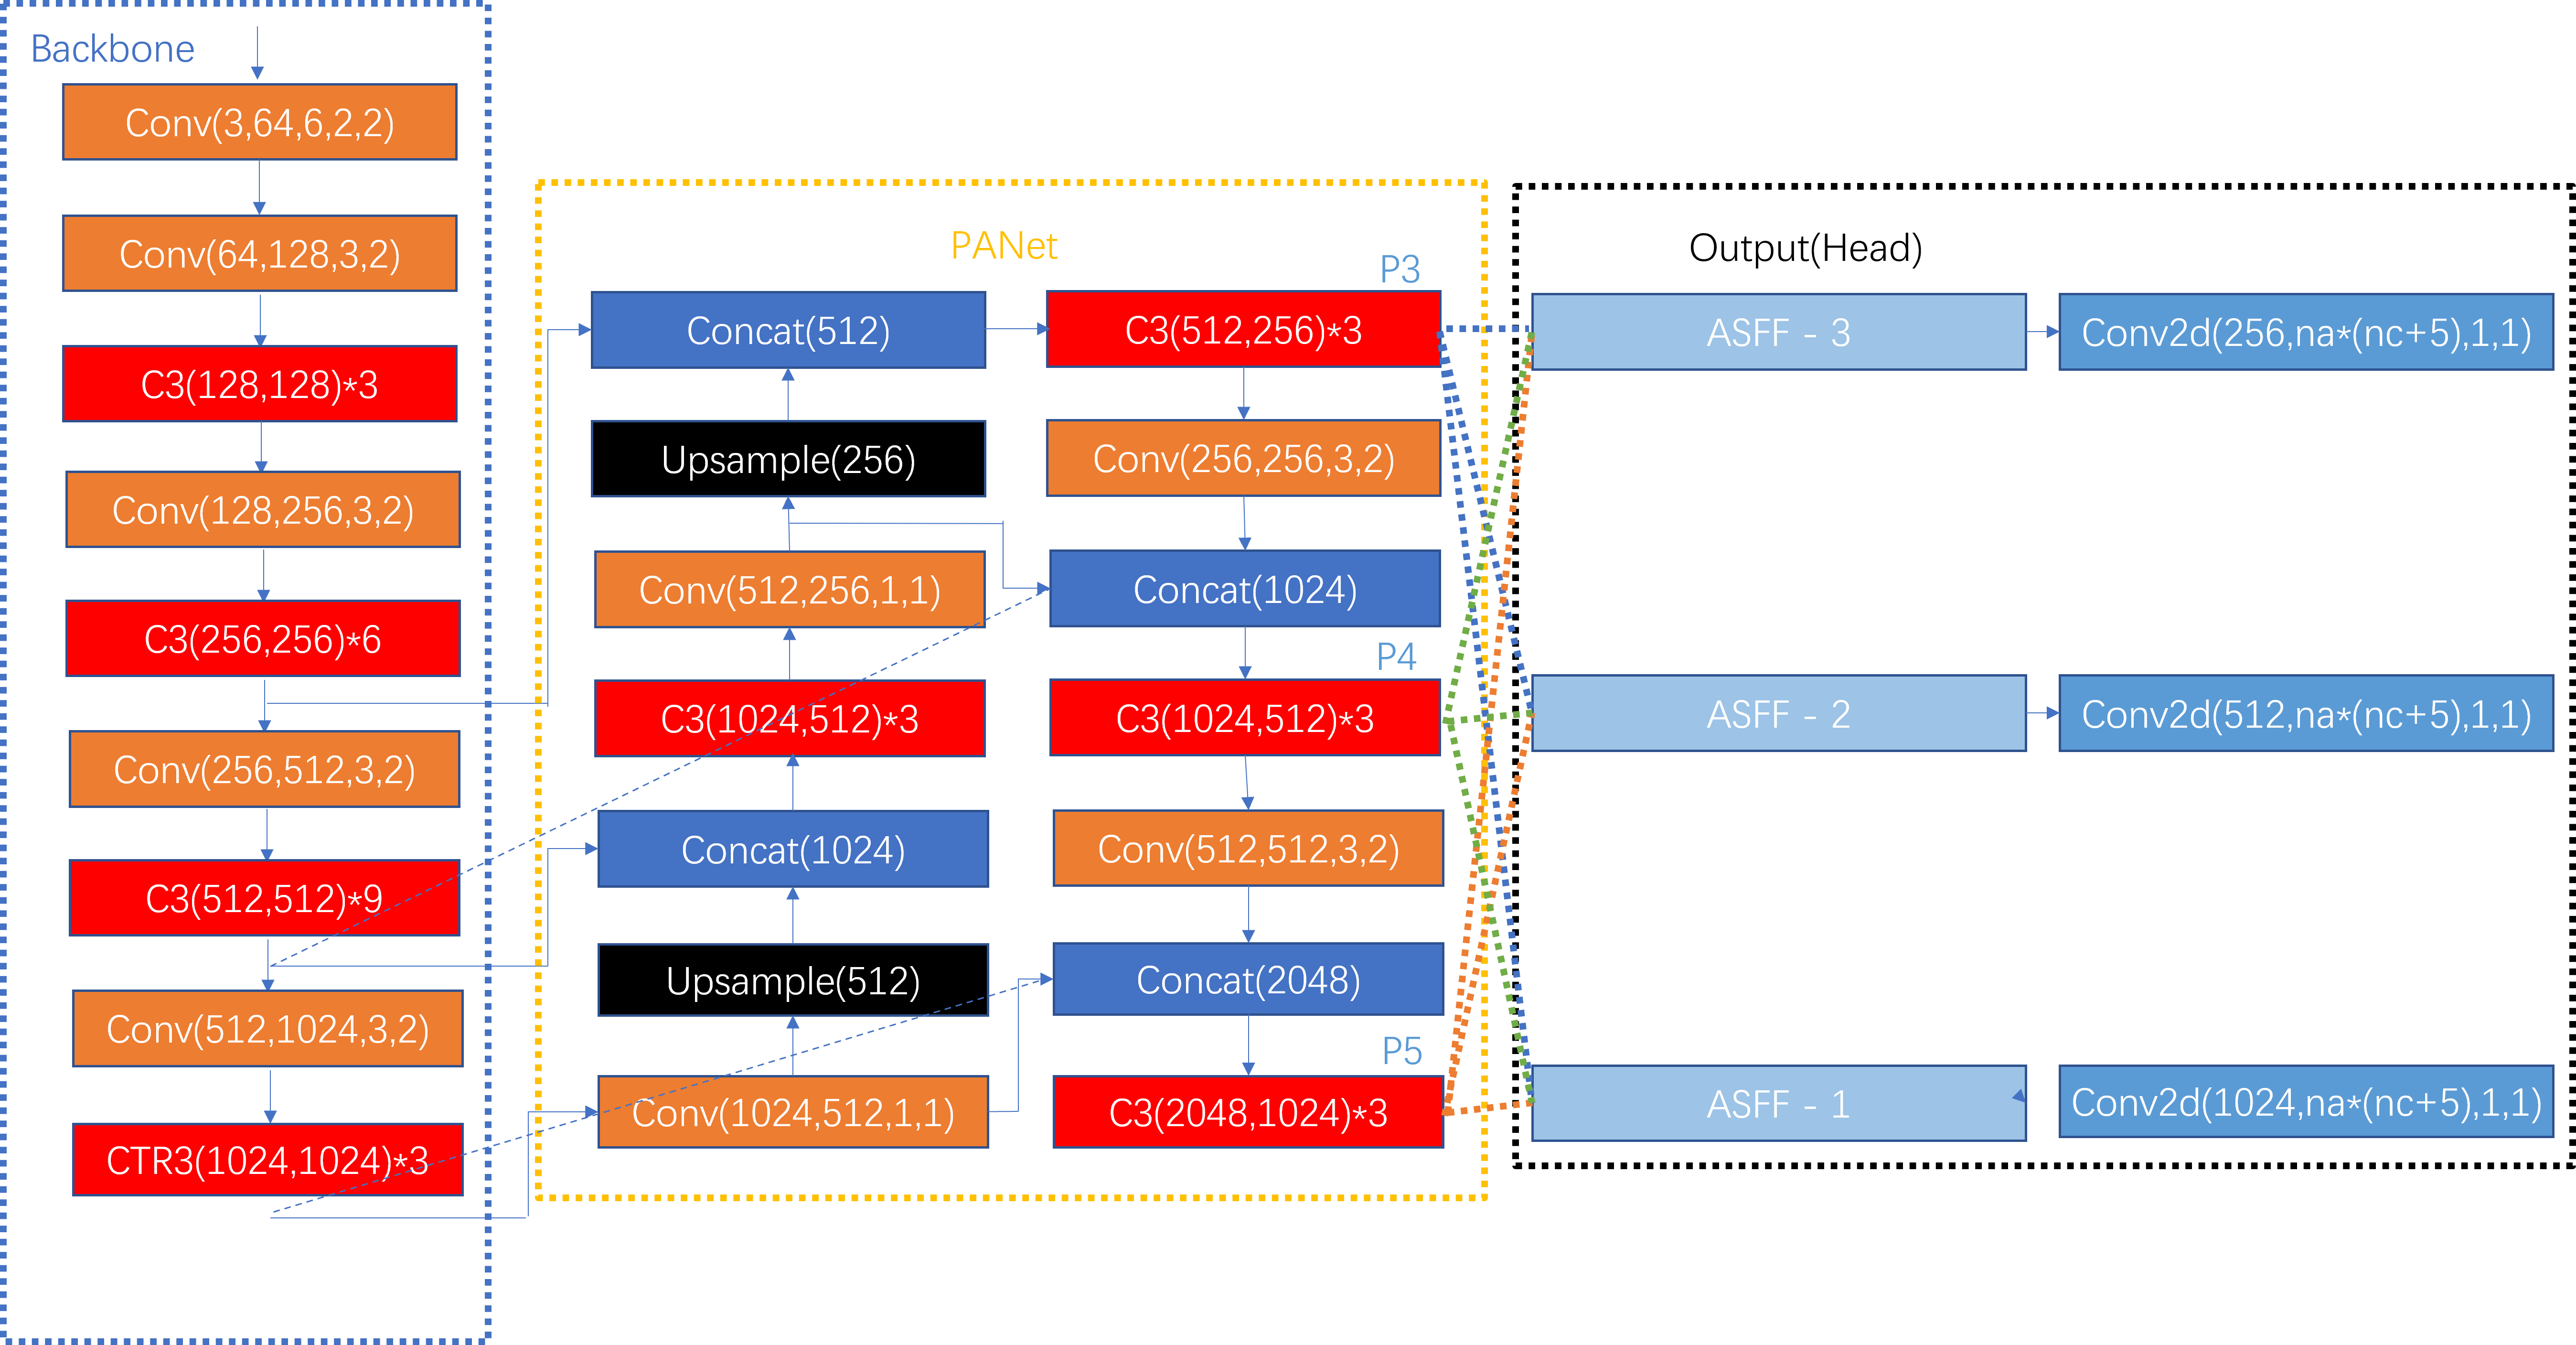 Backbone
Conv(3,64,6,2,2)
Conv(64,128,3,2)
C3(128,128)*3
Conv(128,256,3,2)
C3(256,256)*6
Conv(256,512,3,2)
C3(512,512)*9
Conv(512,1024,3,2)
CTR3(1024,1024)*3
PANet
Concat(512)
Upsample(256)
Conv(512,256,1,1)
C3(1024,512)*3
Concat(1024)
Upsample(512)
Conv(1024,512,1,1)
P3
C3(512,256)*3
Conv(256,256,3,2)
Concat(1024)
P4
C3(1024,512)*3
Conv(512,512,3,2)
Concat(2048)
P5
C3(2048,1024)*3
Output(Head)
ASFF - 3
Conv2d(256,na*(nc+5),1,1)
ASFF - 2
Conv2d(512,na*(nc+5),1,1)
ASFF - 1
Conv2d(1024,na*(nc+5),1,1)